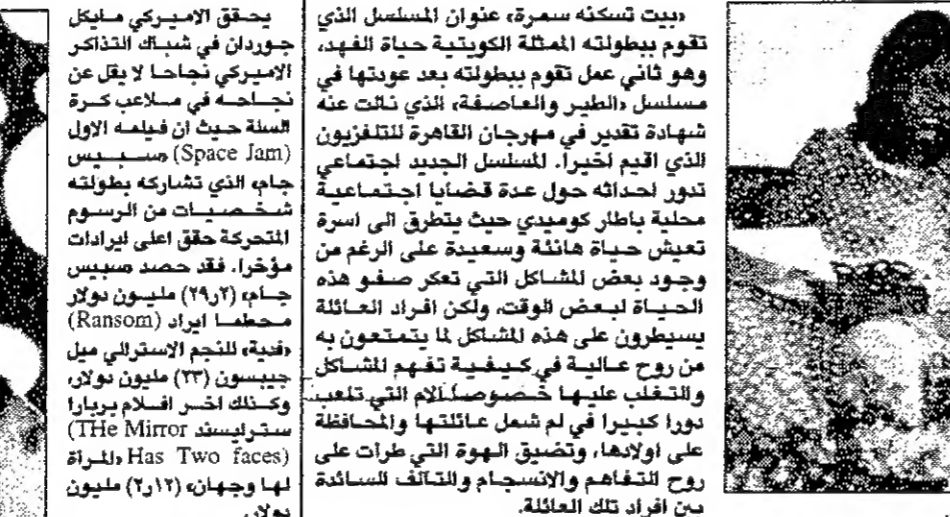 «بيت تسكنه سمرة» عنوان المسلسل الذي
تقوم ببطولته الممثلة الكويتية حياة الفهد،
وهو ثاني عمل تقوم ببطولته بعد عودتها في
مسلسل «الطير والعاصفة» الذي نالت عنه
شهادة تقدير في مهرجان القاهرة للتلفزيون
الذي اقيم اخيرا. المسلسل الجديد اجتماعي
تدور احداثه حول عدة قضايا اجتماعية
محلية باطار كوميدي حيث يتطرق الى اسرة
تعيش حياة هانئة وسعيدة على الرغم من
وجود بعض المشاكل التي تعكر صفو هذه
الحياة لبعض الوقت، ولكن افراد العائلة
يسيطرون على هذه المشاكل لما يتمتعون به
من روح عالية في كيفية تفهم المشاكل
والتغلب عليها خصوصا الام التي تلعب
دورا كبيرا في لم شمل عائلتها والمحافظة
على اولادها، وتضيق الهوة التي طرات على
روح التفاهم والانسجام والتآلف السائدة
بين افراد تلك العائلة.
يحقق الاميركي مايكل
جوردان في شباك التذاكر
الاميركي نجاحا لا يقل عن
نجاحه في ملاعب كرة
السلة حيث ان فيلمه الاول
(Space Jam) «سبيس
جام» الذي تشاركه بطولته
شخصيات من الرسوم
المتحركة حقق اعلى ايرادات
مؤخرا. فقد حصد «سبيس
جام» (٢ر٢٩) مليون دولار
محطما ايراد (Ransom)
«فدية» للنجم الاسترالي ميل
جيبسون (٢٣) مليون دولار،
وكذلك اخر افلام بربارا
سترايسند (THe Mirror
Has Two faces) «المراة
لها وجهان» (٢ر١٢) مليون
دولار.